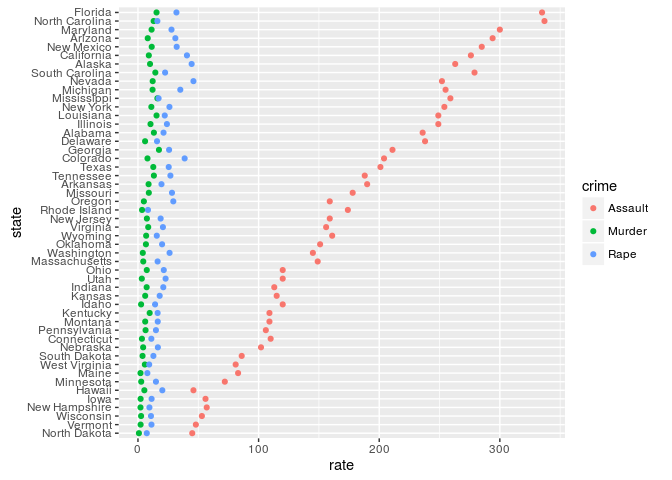 Florida
North Carolina
Maryland
Arizona
New Mexico
California
Alaska
South Carolina
Nevada
Michigan
Mississippi
New York
Louisiana
Illinois
Alabama
Delaware
Georgia
Colorado
Texas
Tennessee
Arkansas
Missouri
Oregon
Rhode Island
New Jersey
Virginia
Wyoming
Oklahoma
Washington
Massachusetts
Ohio
Utah
Indiana
Kansas
Idaho
Kentucky
Montana
Pennsylvania
Connecticut
Nebraska
South Dakota
West Virginia
Maine
Minnesota
Hawaii
Iowa
New Hampshire
Wisconsin
Vermont
North Dakota
state
0 100 200 300
rate
crime
Assault
Murder
Rape